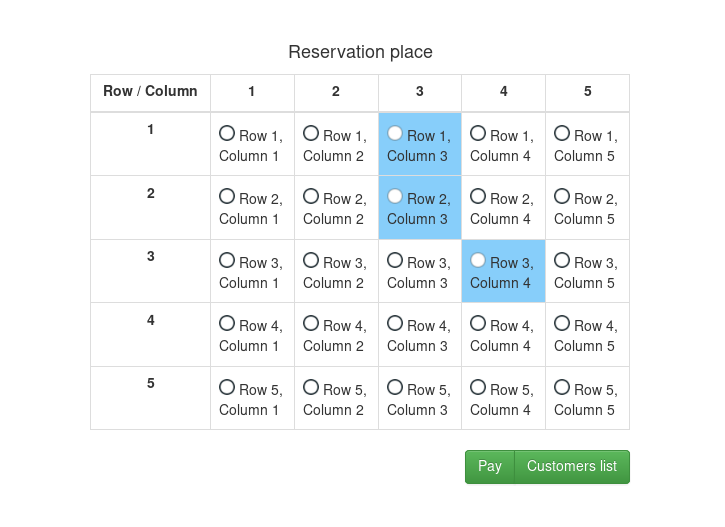 Reservation place
Row / Column 1 2 3 4 5
1
Row 1, Row 1, Row 1, Row 1, Row 1,
Column 1 Column 2 Column 3 Column 4 Column 5
2
Row 2, Row 2, Row 2, Row 2, Row 2,
Column 1 Column 2 Column 3 Column 4 Column 5
3
Row 3, Row 3, Row 3, Row 3, Row 3,
Column 1 Column 2 Column 3 Column 4 Column 5
4
Row 4, Row 4, Row 4, Row 4, Row 4,
Column 1 Column 2 Column 3 Column 4 Column 5
5
Row 5, Row 5, Row 5, Row 5, Row 5,
Column 1 Column 2 Column 3 Column 4 Column 5
Pay Customers list